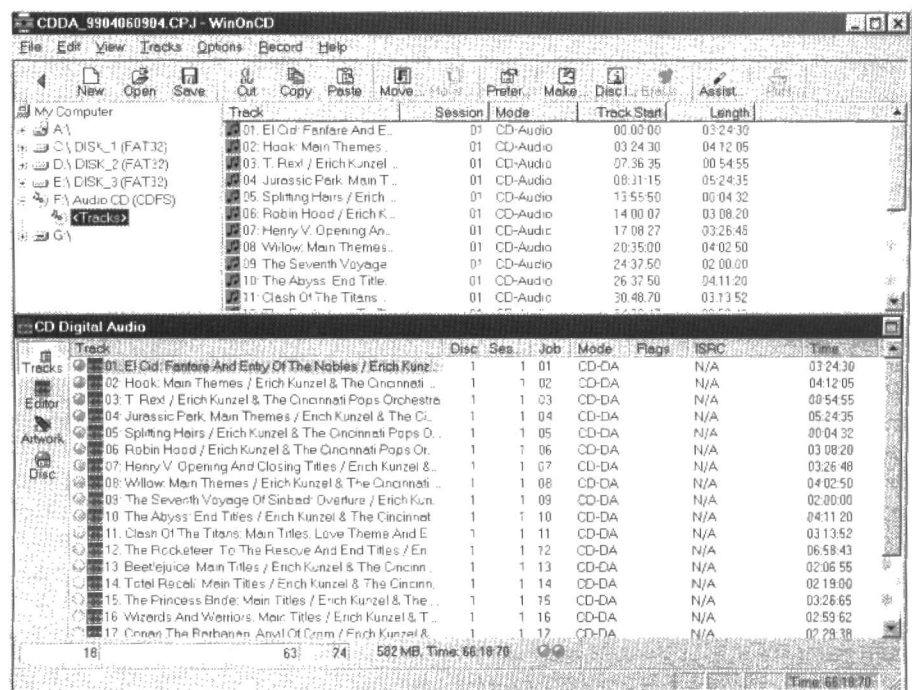 CDDA_9904060904.CPJ - WinOnCD
File Edit View Tracks Options Record Help
New Open Save Cut Copy Paste Move... Prefer... Make... Disc I... Assist...
My Computer
A:\
C:\ DISK_1 (FAT32)
D:\ DISK_2 (FAT32)
E:\ DISK_3 (FAT32)
F:\ Audio CD (CDFS)
<Tracks>
G:\
Track Session Mode Track Start Length
01: El Cid: Fanfare And E... 01 CD-Audio 00:00:00 03:24:30
02: Hook: Main Themes... 01 CD-Audio 03:24:30 04:12:05
03: T. Rex! / Erich Kunzel ... 01 CD-Audio 07:36:35 00:54:55
04: Jurassic Park: Main T... 01 CD-Audio 08:31:15 05:24:35
05: Splitting Hairs / Erich ... 01 CD-Audio 13:55:50 00:04:32
06: Robin Hood / Erich K... 01 CD-Audio 14:00:07 03:08:20
07: Henry V: Opening An... 01 CD-Audio 17:08:27 03:26:48
08: Willow: Main Themes... 01 CD-Audio 20:35:00 04:02:50
09: The Seventh Voyage 01 CD-Audio 24:37:50 02:00:00
10: The Abyss: End Title... 01 CD-Audio 26:37:50 04:11:20
11: Clash Of The Titans... 01 CD-Audio 30:48:70 03:13:52
CD Digital Audio
Tracks
Editor
Artwork
Disc
Track Disc Ses... Job Mode Flags ISRC Time
01: El Cid: Fanfare And Entry Of The Nobles / Erich Kunz... 1 1 01 CD-DA N/A 03:24:30
02: Hook: Main Themes / Erich Kunzel & The Cincinnati ... 1 1 02 CD-DA N/A 04:12:05
03: T. Rex! / Erich Kunzel & The Cincinnati Pops Orchestra 1 1 03 CD-DA N/A 00:54:55
04: Jurassic Park: Main Themes / Erich Kunzel & The Ci... 1 1 04 CD-DA N/A 05:24:35
05: Splitting Hairs / Erich Kunzel & The Cincinnati Pops O... 1 1 05 CD-DA N/A 00:04:32
06: Robin Hood / Erich Kunzel & The Cincinnati Pops Or... 1 1 06 CD-DA N/A 03:08:20
07: Henry V: Opening And Closing Titles / Erich Kunzel &... 1 1 07 CD-DA N/A 03:26:48
08: Willow: Main Themes / Erich Kunzel & The Cincinnati ... 1 1 08 CD-DA N/A 04:02:50
09: The Seventh Voyage Of Sinbad: Overture / Erich Kun... 1 1 09 CD-DA N/A 02:00:00
10: The Abyss: End Titles / Erich Kunzel & The Cincinnat 1 1 10 CD-DA N/A 04:11:20
11: Clash Of The Titans: Main Titles, Love Theme And E 1 1 11 CD-DA N/A 03:13:52
12: The Rocketeer: To The Rescue And End Titles / Eri 1 1 12 CD-DA N/A 06:58:43
13: Beetlejuice: Main Titles / Erich Kunzel & The Cincinn... 1 1 13 CD-DA N/A 02:06:55
14: Total Recall: Main Titles / Erich Kunzel & The Cincinn... 1 1 14 CD-DA N/A 02:19:00
15: The Princess Bride: Main Titles / Erich Kunzel & The ... 1 1 15 CD-DA N/A 03:26:65
16: Wizards And Warriors: Main Titles / Erich Kunzel & T... 1 1 16 CD-DA N/A 02:59:62
17: Conan The Barbarian: Anvil Of Crom / Erich Kunzel & 1 1 17 CD-DA N/A 02:29:38
18 63 74 582 MB, Time: 66:18:70
Time: 66:18:70